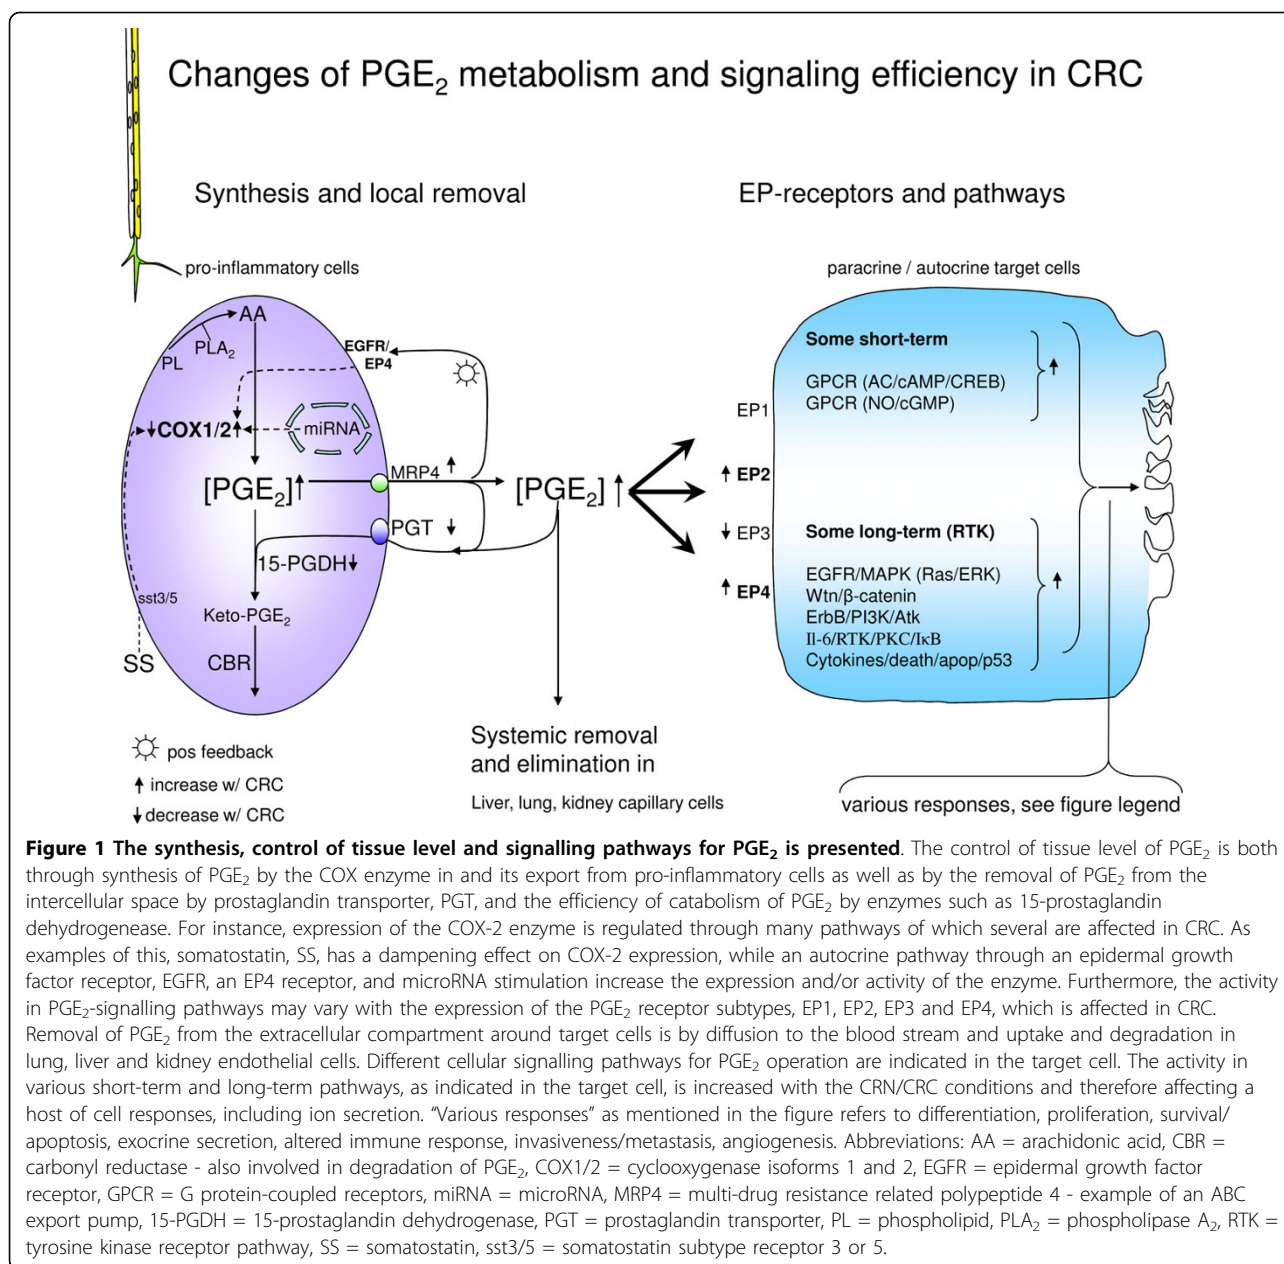 Changes of PGE₂ metabolism and signaling efficiency in CRC
Synthesis and local removal
EP-receptors and pathways
pro-inflammatory cells
paracrine / autocrine target cells
AA
PLA₂
PL
EGFR/
EP4
COX1/2
miRNA
[PGE₂]
MRP4
PGT
15-PGDH
sst3/5
Keto-PGE₂
SS
CBR
[PGE₂]
Systemic removal
and elimination in
Liver, lung, kidney capillary cells
EP1
EP2
EP3
EP4
Some short-term
GPCR (AC/cAMP/CREB)
GPCR (NO/cGMP)
Some long-term (RTK)
EGFR/MAPK (Ras/ERK)
Wtn/β-catenin
ErbB/PI3K/Atk
Il-6/RTK/PKC/IκB
Cytokines/death/apop/p53
various responses, see figure legend
pos feedback
increase w/ CRC
decrease w/ CRC
Figure 1 The synthesis, control of tissue level and signalling pathways for PGE₂ is presented. The control of tissue level of PGE₂ is both
through synthesis of PGE₂ by the COX enzyme in and its export from pro-inflammatory cells as well as by the removal of PGE₂ from the
intercellular space by prostaglandin transporter, PGT, and the efficiency of catabolism of PGE₂ by enzymes such as 15-prostaglandin
dehydrogenease. For instance, expression of the COX-2 enzyme is regulated through many pathways of which several are affected in CRC. As
examples of this, somatostatin, SS, has a dampening effect on COX-2 expression, while an autocrine pathway through an epidermal growth
factor receptor, EGFR, an EP4 receptor, and microRNA stimulation increase the expression and/or activity of the enzyme. Furthermore, the activity
in PGE₂-signalling pathways may vary with the expression of the PGE₂ receptor subtypes, EP1, EP2, EP3 and EP4, which is affected in CRC.
Removal of PGE₂ from the extracellular compartment around target cells is by diffusion to the blood stream and uptake and degradation in
lung, liver and kidney endothelial cells. Different cellular signalling pathways for PGE₂ operation are indicated in the target cell. The activity in
various short-term and long-term pathways, as indicated in the target cell, is increased with the CRN/CRC conditions and therefore affecting a
host of cell responses, including ion secretion. “Various responses” as mentioned in the figure refers to differentiation, proliferation, survival/
apoptosis, exocrine secretion, altered immune response, invasiveness/metastasis, angiogenesis. Abbreviations: AA = arachidonic acid, CBR =
carbonyl reductase - also involved in degradation of PGE₂, COX1/2 = cyclooxygenase isoforms 1 and 2, EGFR = epidermal growth factor
receptor, GPCR = G protein-coupled receptors, miRNA = microRNA, MRP4 = multi-drug resistance related polypeptide 4 - example of an ABC
export pump, 15-PGDH = 15-prostaglandin dehydrogenase, PGT = prostaglandin transporter, PL = phospholipid, PLA₂ = phospholipase A₂, RTK =
tyrosine kinase receptor pathway, SS = somatostatin, sst3/5 = somatostatin subtype receptor 3 or 5.